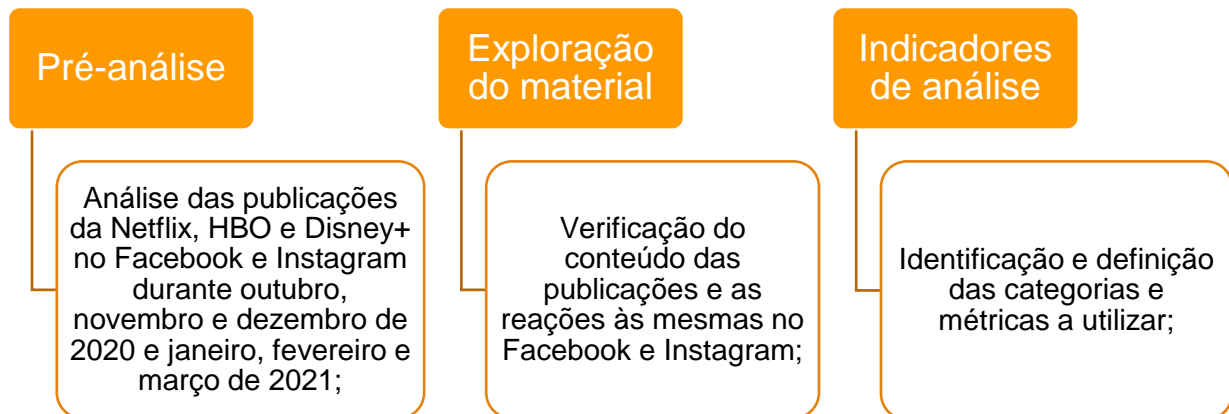 Pré-análise
Análise das publicações
da Netflix, HBO e Disney+
no Facebook e Instagram
durante outubro,
novembro e dezembro de
2020 e janeiro, fevereiro e
março de 2021;
Exploração
do material
Verificação do
conteúdo das
publicações e as
reações às mesmas no
Facebook e Instagram;
Indicadores
de análise
Identificação e definição
das categorias e
métricas a utilizar;